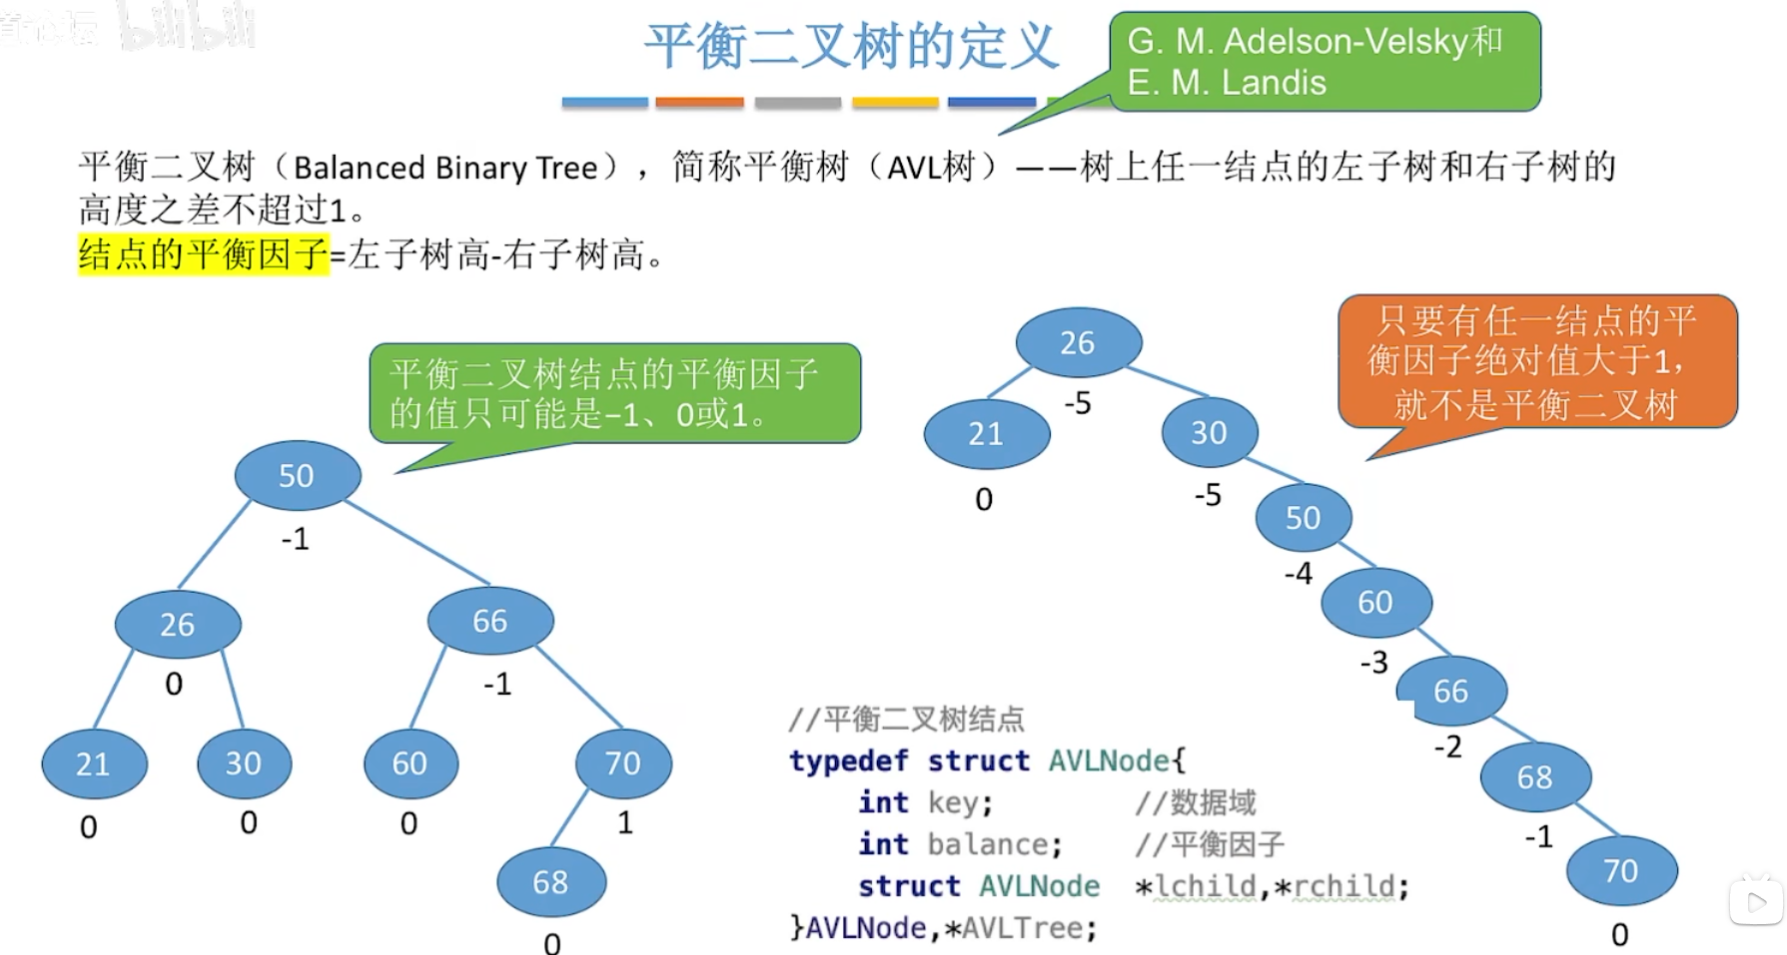 bilibili
平衡二叉树的定义
G. M. Adelson-Velsky和
E. M. Landis
平衡二叉树（Balanced Binary Tree），简称平衡树（AVL树）——树上任一结点的左子树和右子树的
高度之差不超过1。
结点的平衡因子=左子树高-右子树高。
平衡二叉树结点的平衡因子
的值只可能是−1、0或1。
50
-1
26
66
0
-1
21
30
60
70
0
0
0
1
68
0
只要有任一结点的平
衡因子绝对值大于1，
就不是平衡二叉树
26
-5
21
30
0
-5
50
-4
60
-3
66
-2
68
-1
70
0
//平衡二叉树结点
typedef struct AVLNode{
int key; //数据域
int balance; //平衡因子
struct AVLNode *lchild,*rchild;
}AVLNode,*AVLTree;